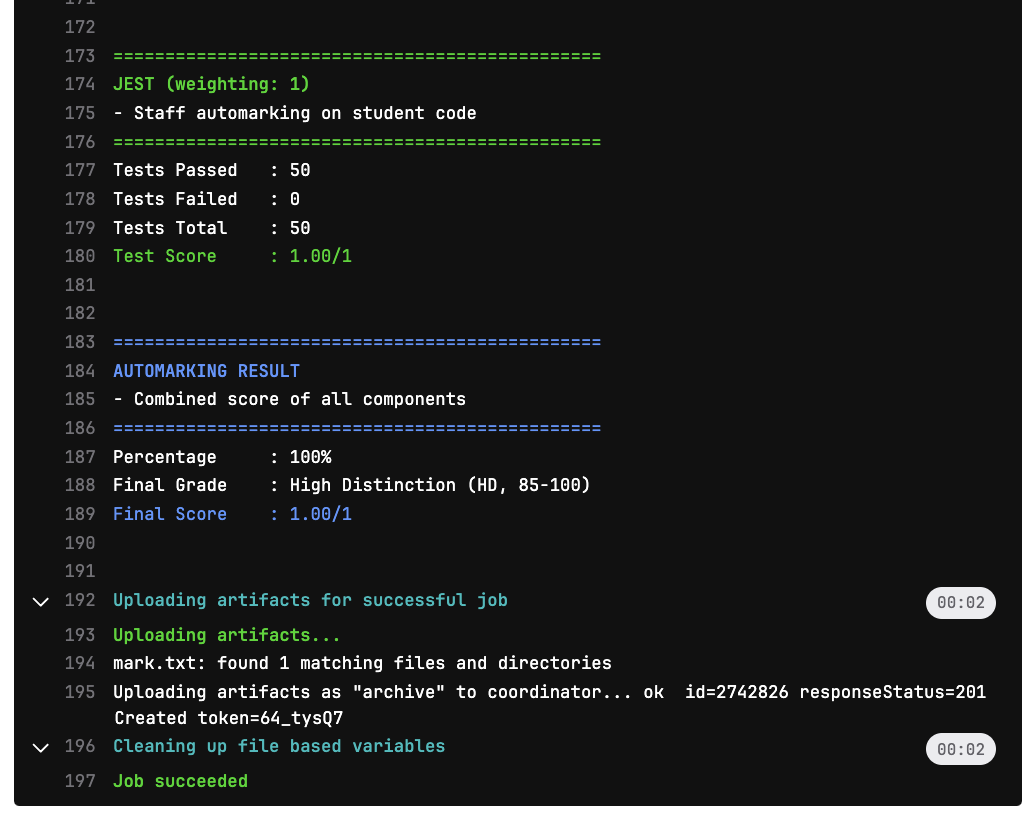 171
172
173 ===============================================
174 JEST (weighting: 1)
175 - Staff automarking on student code
176 ===============================================
177 Tests Passed   : 50
178 Tests Failed   : 0
179 Tests Total    : 50
180 Test Score     : 1.00/1
181
182
183 ===============================================
184 AUTOMARKING RESULT
185 - Combined score of all components
186 ===============================================
187 Percentage     : 100%
188 Final Grade    : High Distinction (HD, 85-100)
189 Final Score    : 1.00/1
190
191
192 Uploading artifacts for successful job 00:02
193 Uploading artifacts...
194 mark.txt: found 1 matching files and directories
195 Uploading artifacts as "archive" to coordinator... ok  id=2742826 responseStatus=201
Created token=64_tysQ7
196 Cleaning up file based variables 00:02
197 Job succeeded